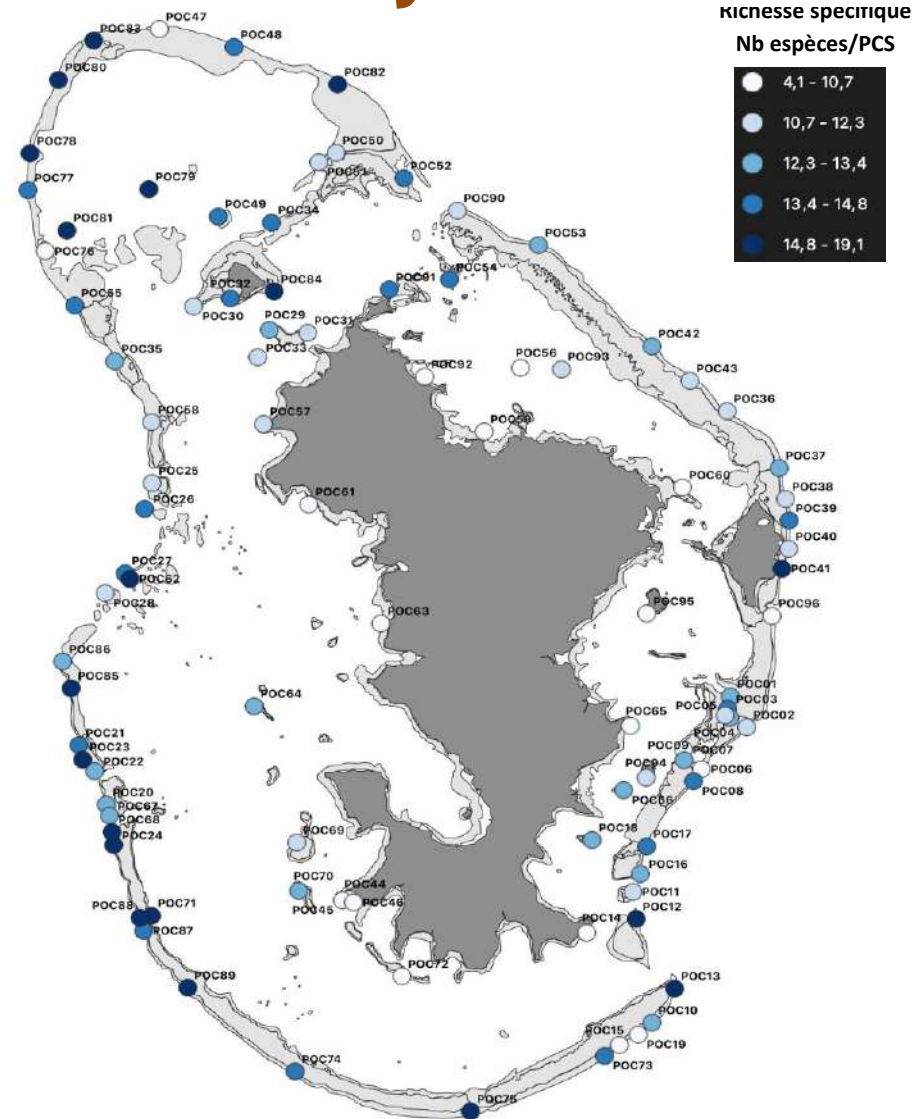 Richesse spécifique
Nb espèces/PCS
4,1 – 10,7
10,7 – 12,3
12,3 – 13,4
13,4 – 14,8
14,8 – 19,1
POC47
POC83
POC48
POC80
POC82
POC78
POC50
POC51
POC52
POC77
POC79
POC49
POC34
POC90
POC81
POC53
POC76
POC54
POC91
POC32
POC84
POC55
POC30
POC29
POC31
POC42
POC33
POC35
POC56
POC93
POC92
POC43
POC36
POC58
POC57
POC59
POC37
POC25
POC60
POC38
POC26
POC61
POC39
POC40
POC27
POC41
POC62
POC28
POC63
POC95
POC96
POC86
POC85
POC01
POC64
POC03
POC05
POC65
POC02
POC04
POC21
POC23
POC09
POC07
POC22
POC94
POC06
POC66
POC08
POC20
POC67
POC68
POC18
POC24
POC69
POC17
POC16
POC70
POC44
POC11
POC45
POC46
POC88
POC71
POC14
POC12
POC87
POC72
POC89
POC13
POC10
POC15
POC19
POC74
POC73
POC75